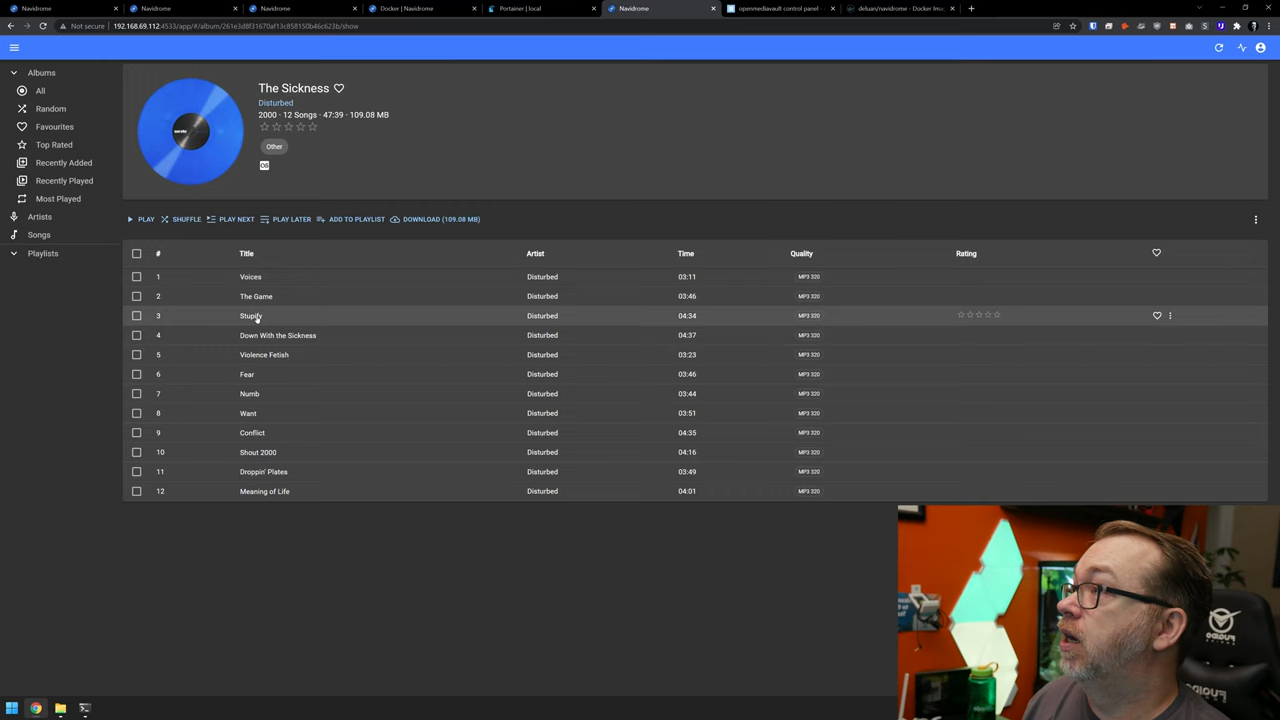 Navidrome
Navidrome
Navidrome
Docker | Navidrome
Portainer | local
Navidrome
openmediavault control panel -
deluan/navidrome - Docker Ima
Not secure 192.168.69.112:4533/app/#/album/261e3d8f31670af13c858150b46cec63/show
Albums
All
Random
Favourites
Top Rated
Recently Added
Recently Played
Most Played
Artists
Songs
Playlists
The Sickness
Disturbed
2000 · 12 Songs · 47:39 · 109.08 MB
Other
PLAY SHUFFLE PLAY NEXT PLAY LATER ADD TO PLAYLIST DOWNLOAD (109.08 MB)
# Title Artist Time Quality Rating
1 Voices Disturbed 03:11 MP3 320
2 The Game Disturbed 03:46 MP3 320
3 Stupify Disturbed 04:34 MP3 320
4 Down With the Sickness Disturbed 04:37 MP3 320
5 Violence Fetish Disturbed 03:23 MP3 320
6 Fear Disturbed 03:46 MP3 320
7 Numb Disturbed 03:44 MP3 320
8 Want Disturbed 03:51 MP3 320
9 Conflict Disturbed 04:35 MP3 320
10 Shout 2000 Disturbed 04:16 MP3 320
11 Droppin' Plates Disturbed 03:49 MP3 320
12 Meaning of Life Disturbed 04:01 MP3 320